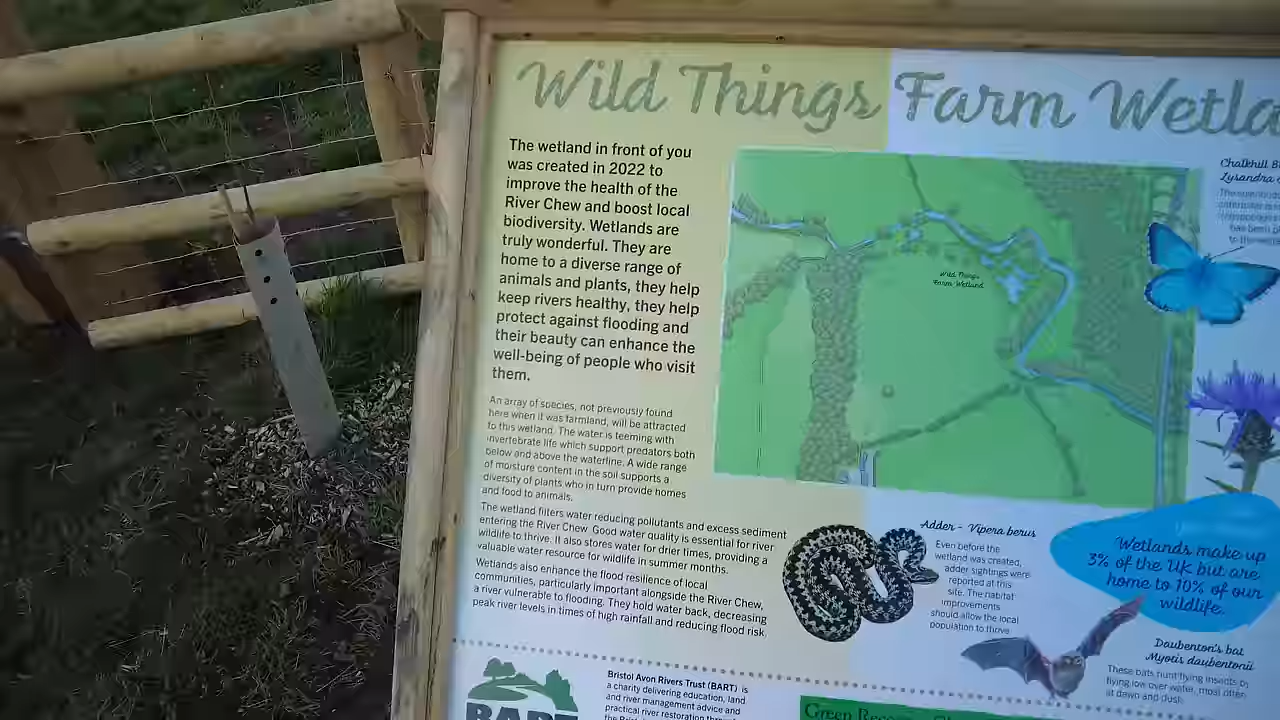 Wild Things Farm
The wetland in front of you
was created in 2022 to
improve the health of the
River Chew and boost local
biodiversity. Wetlands are
truly wonderful. They are
home to a diverse range of
animals and plants, they help
keep rivers healthy, they help
protect against flooding and
their beauty can enhance the
well-being of people who visit
them.
An array of species, not previously found
here when it was farmland, will be attracted
to this wetland. The water is teeming with
invertebrate life which support predators both
below and above the waterline. A wide range
of moisture content in the soil supports a
diversity of plants who in turn provide homes
and food to animals.
The wetland filters water reducing pollutants and excess sediment
entering the River Chew. Good water quality is essential for river
wildlife to thrive. It also stores water for drier times, providing a
valuable water resource for wildlife in summer months.
Wetlands also enhance the flood resilience of local
communities, particularly important alongside the River Chew,
a river vulnerable to flooding. They hold water back, decreasing
peak river levels in times of high rainfall and reducing flood risk.
Wild Things
Farm Wetland
Chalkhill
Lysandra
has been
Adder - Vipera berus
Even before the
wetland was created,
adder sightings were
reported at this
site. The habitat
improvements
should allow the local
population to thrive
Wetlands make up
3% of the UK but are
home to 10% of our
wildlife.
Daubenton's bat
Myotis daubentonii
These bats hunt flying insects by
flying low over water, most often
at dawn and dusk.
BART
Bristol Avon Rivers Trust (BART) is
a charity delivering education, land
and river management advice and
practical river restoration
Green